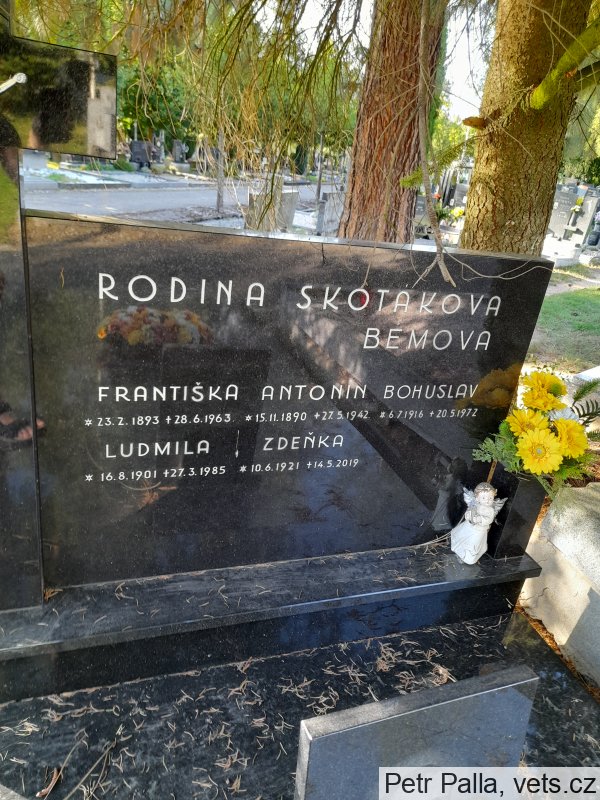 RODINA SKOTAKOVA
BEMOVA
FRANTIŠKA ANTONIN BOHUSLAV
* 23.2.1893 +28.6.1963. * 15.11.1890 +27.5.1942. * 6.7.1916 +20.5.1972
LUDMILA ZDEŇKA
* 16.8.1901 +27.3.1985 * 10.6.1921 +14.5.2019
Petr Palla, vets.cz